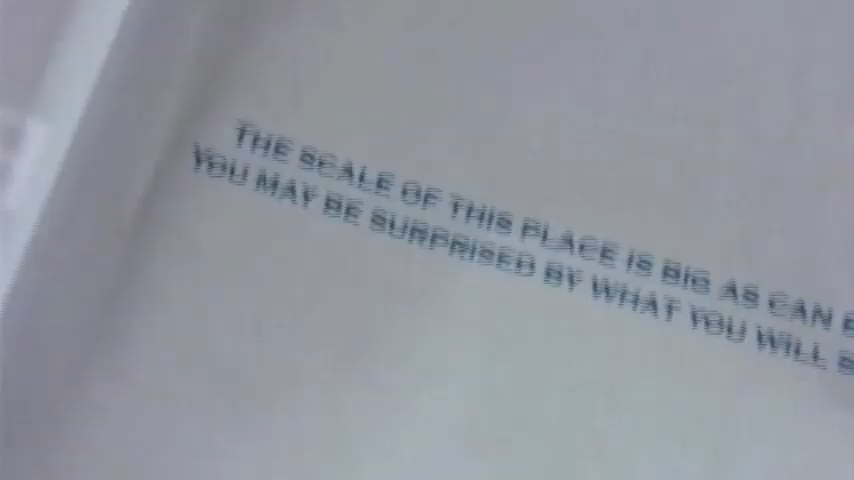 THE SCALE OF THIS PLACE IS BIG AS CAN
YOU MAY BE SURPRISED BY WHAT YOU WILL